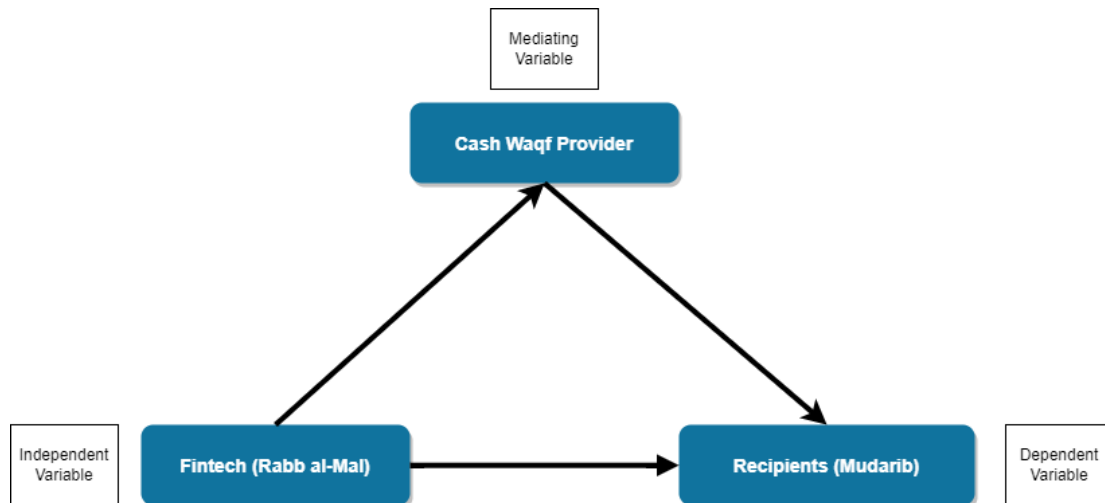 Mediating
Variable
Cash Waqf Provider
Independent
Variable
Fintech (Rabb al-Mal)
Recipients (Mudarib)
Dependent
Variable